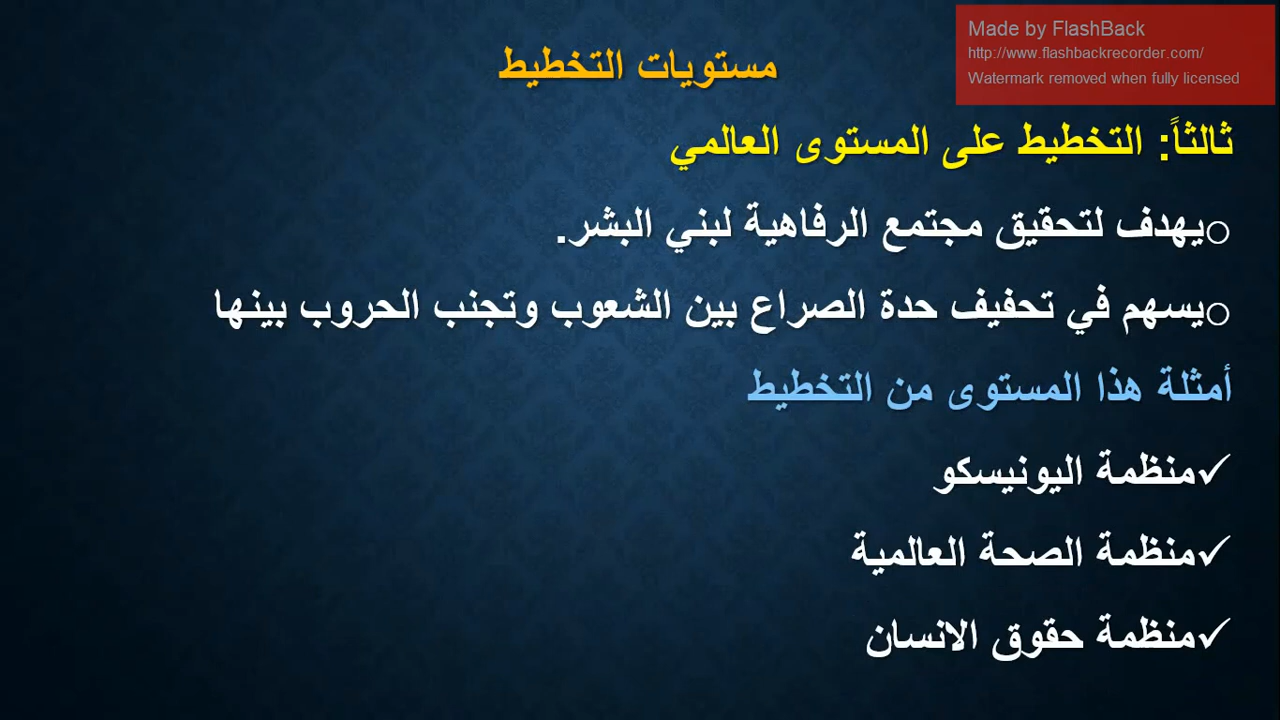 Made by FlashBack
http://www.flashbackrecorder.com/
Watermark removed when fully licensed
مستويات التخطيط
ثالثاً: التخطيط على المستوى العالمي
oيهدف لتحقيق مجتمع الرفاهية لبني البشر.
oيسهم في تحفيف حدة الصراع بين الشعوب وتجنب الحروب بينها
أمثلة هذا المستوى من التخطيط
✓منظمة اليونيسكو
✓منظمة الصحة العالمية
✓منظمة حقوق الانسان